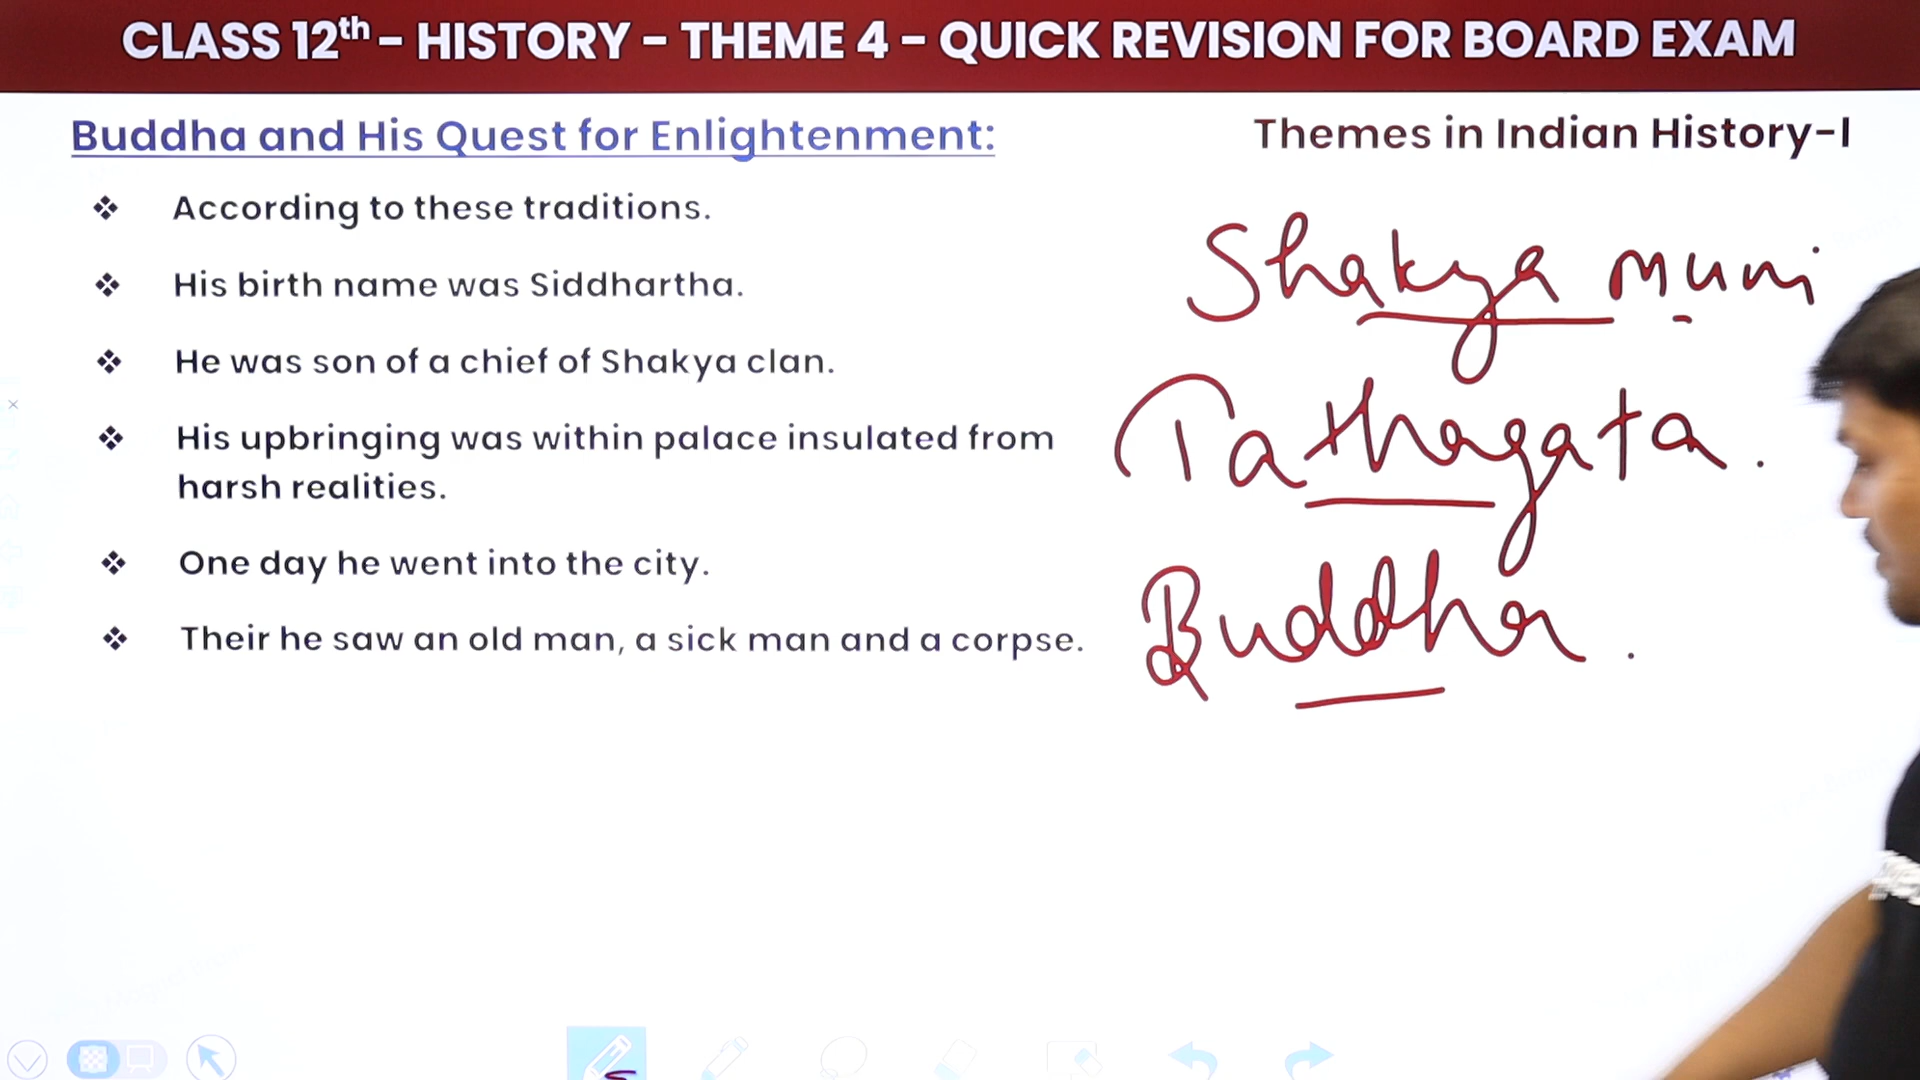 CLASS 12th - HISTORY - THEME 4 - QUICK REVISION FOR BOARD EXAM
Buddha and His Quest for Enlightenment:
Themes in Indian History-I
❖ According to these traditions.
❖ His birth name was Siddhartha.
❖ He was son of a chief of Shakya clan.
❖ His upbringing was within palace insulated from
harsh realities.
❖ One day he went into the city.
❖ Their he saw an old man, a sick man and a corpse.
Shakya muni
Tathagata.
Buddha.